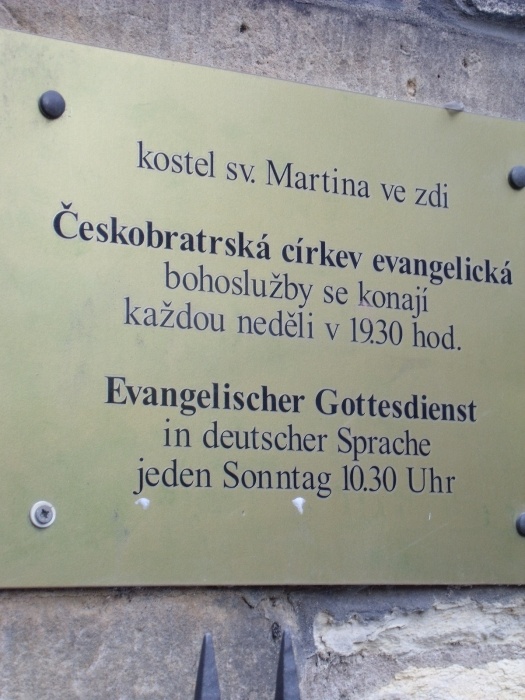 kostel sv. Martina ve zdi
Českobratrská církev evangelická
bohoslužby se konají
každou neděli v 19.30 hod.
Evangelischer Gottesdienst
in deutscher Sprache
jeden Sonntag 10.30 Uhr